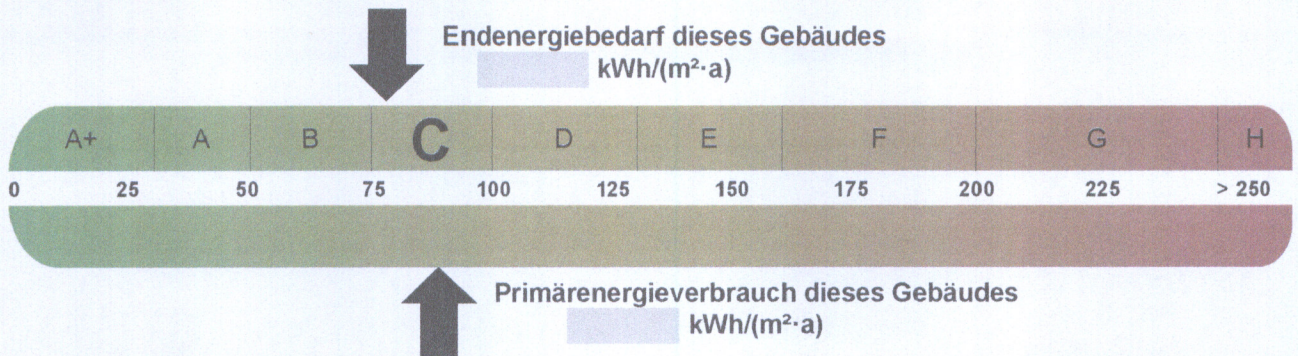 Endenergiebedarf dieses Gebäudes
kWh/(m²·a)
A+ A B C D E F G H
0 25 50 75 100 125 150 175 200 225 > 250
Primärenergieverbrauch dieses Gebäudes
kWh/(m²·a)